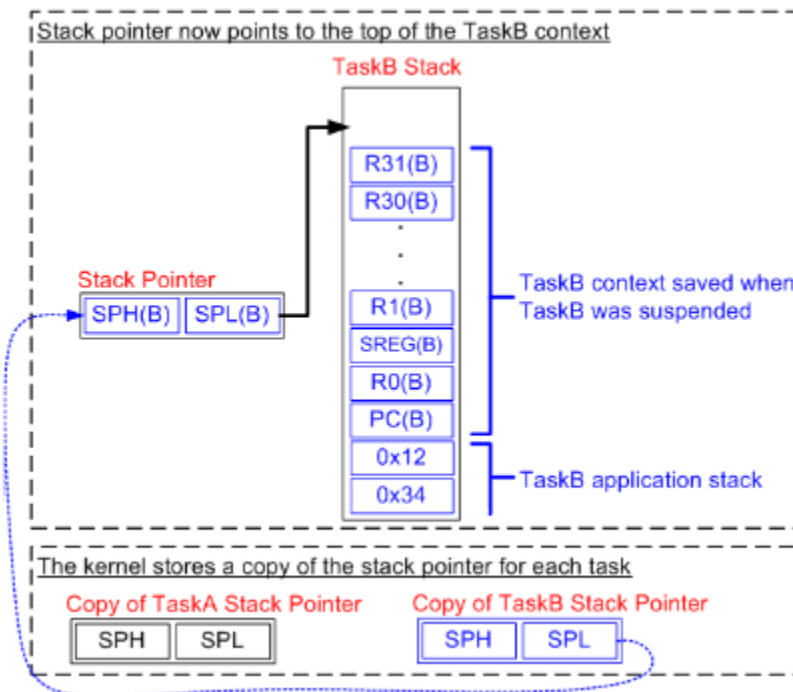 Stack pointer now points to the top of the TaskB context
TaskB Stack
R31(B)
R30(B)
.
.
.
Stack Pointer
SPH(B) SPL(B)
R1(B)
SREG(B)
R0(B)
PC(B)
0x12
0x34
TaskB context saved when
TaskB was suspended
TaskB application stack
The kernel stores a copy of the stack pointer for each task
Copy of TaskA Stack Pointer
SPH SPL
Copy of TaskB Stack Pointer
SPH SPL